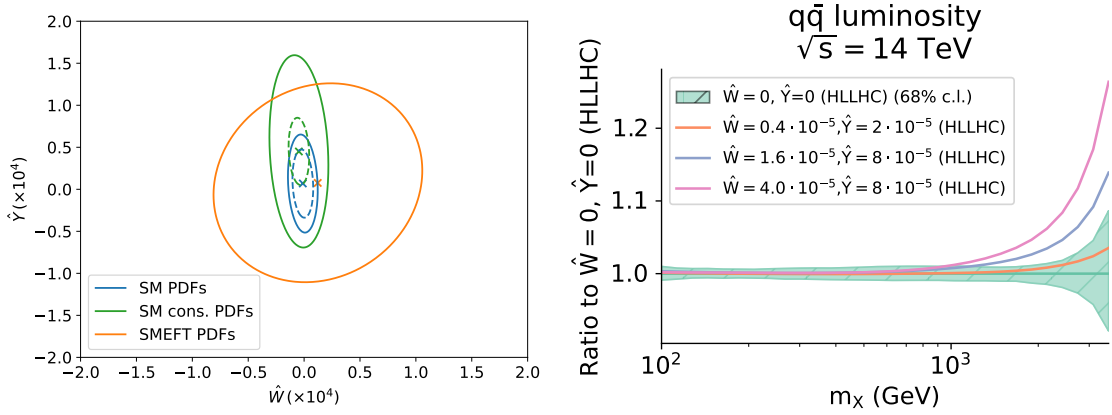 2.0
1.5
1.0
0.5
0.0
−0.5
−1.0
−1.5
−2.0
Ŷ (×10⁴)
SM PDFs
SM cons. PDFs
SMEFT PDFs
−2.0 −1.5 −1.0 −0.5 0.0 0.5 1.0 1.5 2.0
Ŵ (×10⁴)
qq̄ luminosity
√s = 14 TeV
Ratio to Ŵ = 0, Ŷ=0 (HLLHC)
1.2
1.1
1.0
Ŵ = 0, Ŷ=0 (HLLHC) (68% c.l.)
Ŵ = 0.4 · 10⁻⁵,Ŷ = 2 · 10⁻⁵ (HLLHC)
Ŵ = 1.6 · 10⁻⁵,Ŷ = 8 · 10⁻⁵ (HLLHC)
Ŵ = 4.0 · 10⁻⁵,Ŷ = 8 · 10⁻⁵ (HLLHC)
10² 10³
mX (GeV)